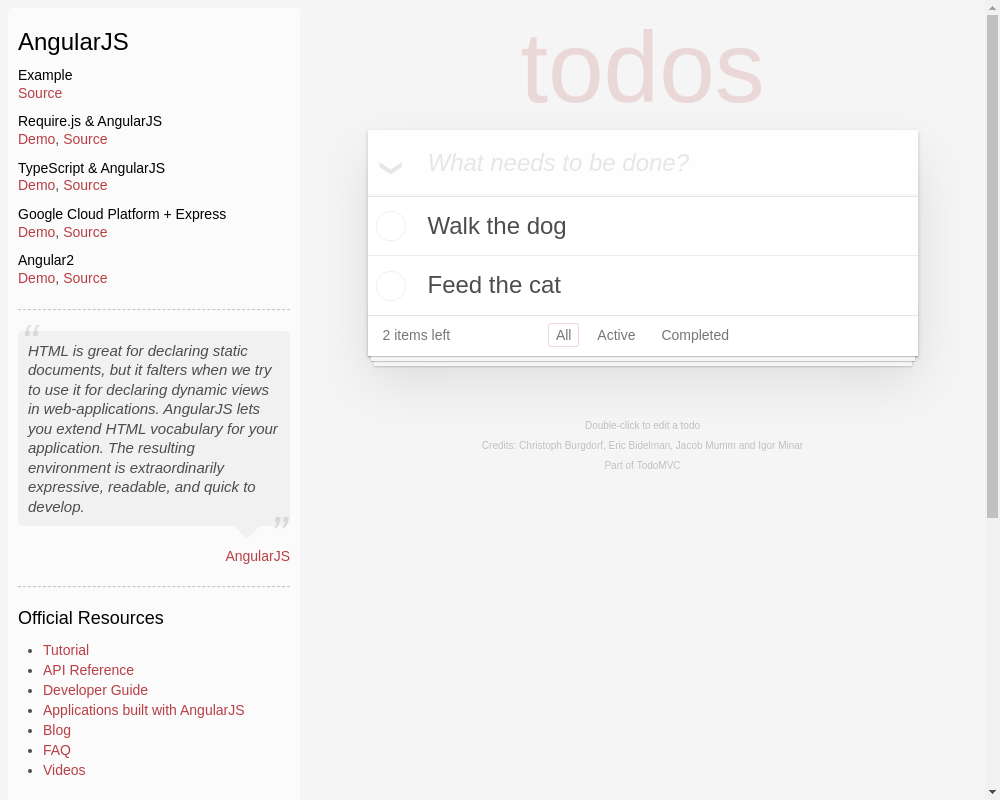 AngularJS
Example
Source
Require.js & AngularJS
Demo, Source
TypeScript & AngularJS
Demo, Source
Google Cloud Platform + Express
Demo, Source
Angular2
Demo, Source
“
HTML is great for declaring static
documents, but it falters when we try
to use it for declaring dynamic views
in web-applications. AngularJS lets
you extend HTML vocabulary for your
application. The resulting
environment is extraordinarily
expressive, readable, and quick to
develop.
”
AngularJS
Official Resources
Tutorial
API Reference
Developer Guide
Applications built with AngularJS
Blog
FAQ
Videos
todos
What needs to be done?
Walk the dog
Feed the cat
2 items left All Active Completed
Double-click to edit a todo
Credits: Christoph Burgdorf, Eric Bidelman, Jacob Mumm and Igor Minar
Part of TodoMVC